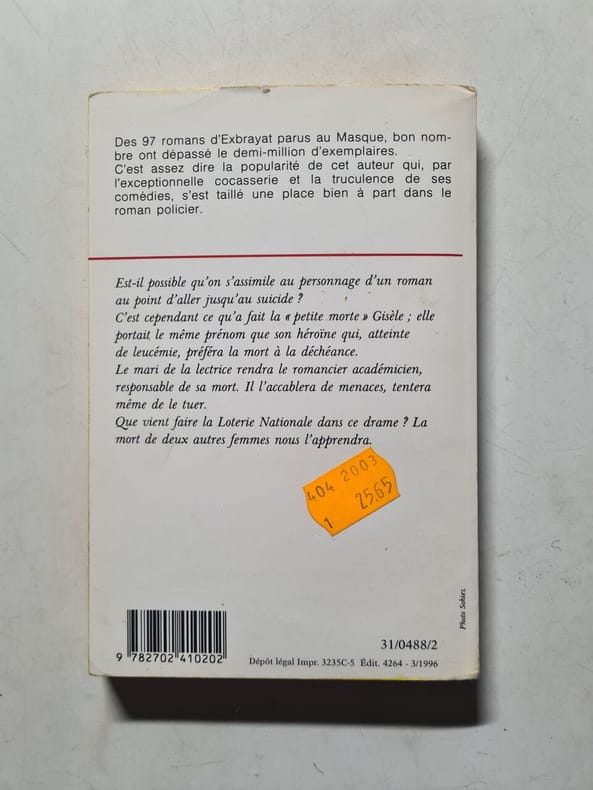 Des 97 romans d'Exbrayat parus au Masque, bon nom-
bre ont dépassé le demi-million d'exemplaires.
C'est assez dire la popularité de cet auteur qui, par
l'exceptionnelle cocasserie et la truculence de ses
comédies, s'est taillé une place bien à part dans le
roman policier.
Est-il possible qu'on s'assimile au personnage d'un roman
au point d'aller jusqu'au suicide ?
C'est cependant ce qu'a fait la « petite morte » Gisèle ; elle
portait le même prénom que son héroïne qui, atteinte
de leucémie, préféra la mort à la déchéance.
Le mari de la lectrice rendra le romancier académicien,
responsable de sa mort. Il l'accablera de menaces, tentera
même de le tuer.
Que vient faire la Loterie Nationale dans ce drame ? La
mort de deux autres femmes nous l'apprendra.
404 2003
1 25.65
Photo Sohiez
31/0488/2
9 782702 410202
Dépôt légal Impr. 3235C-5 Édit. 4264 - 3/1996